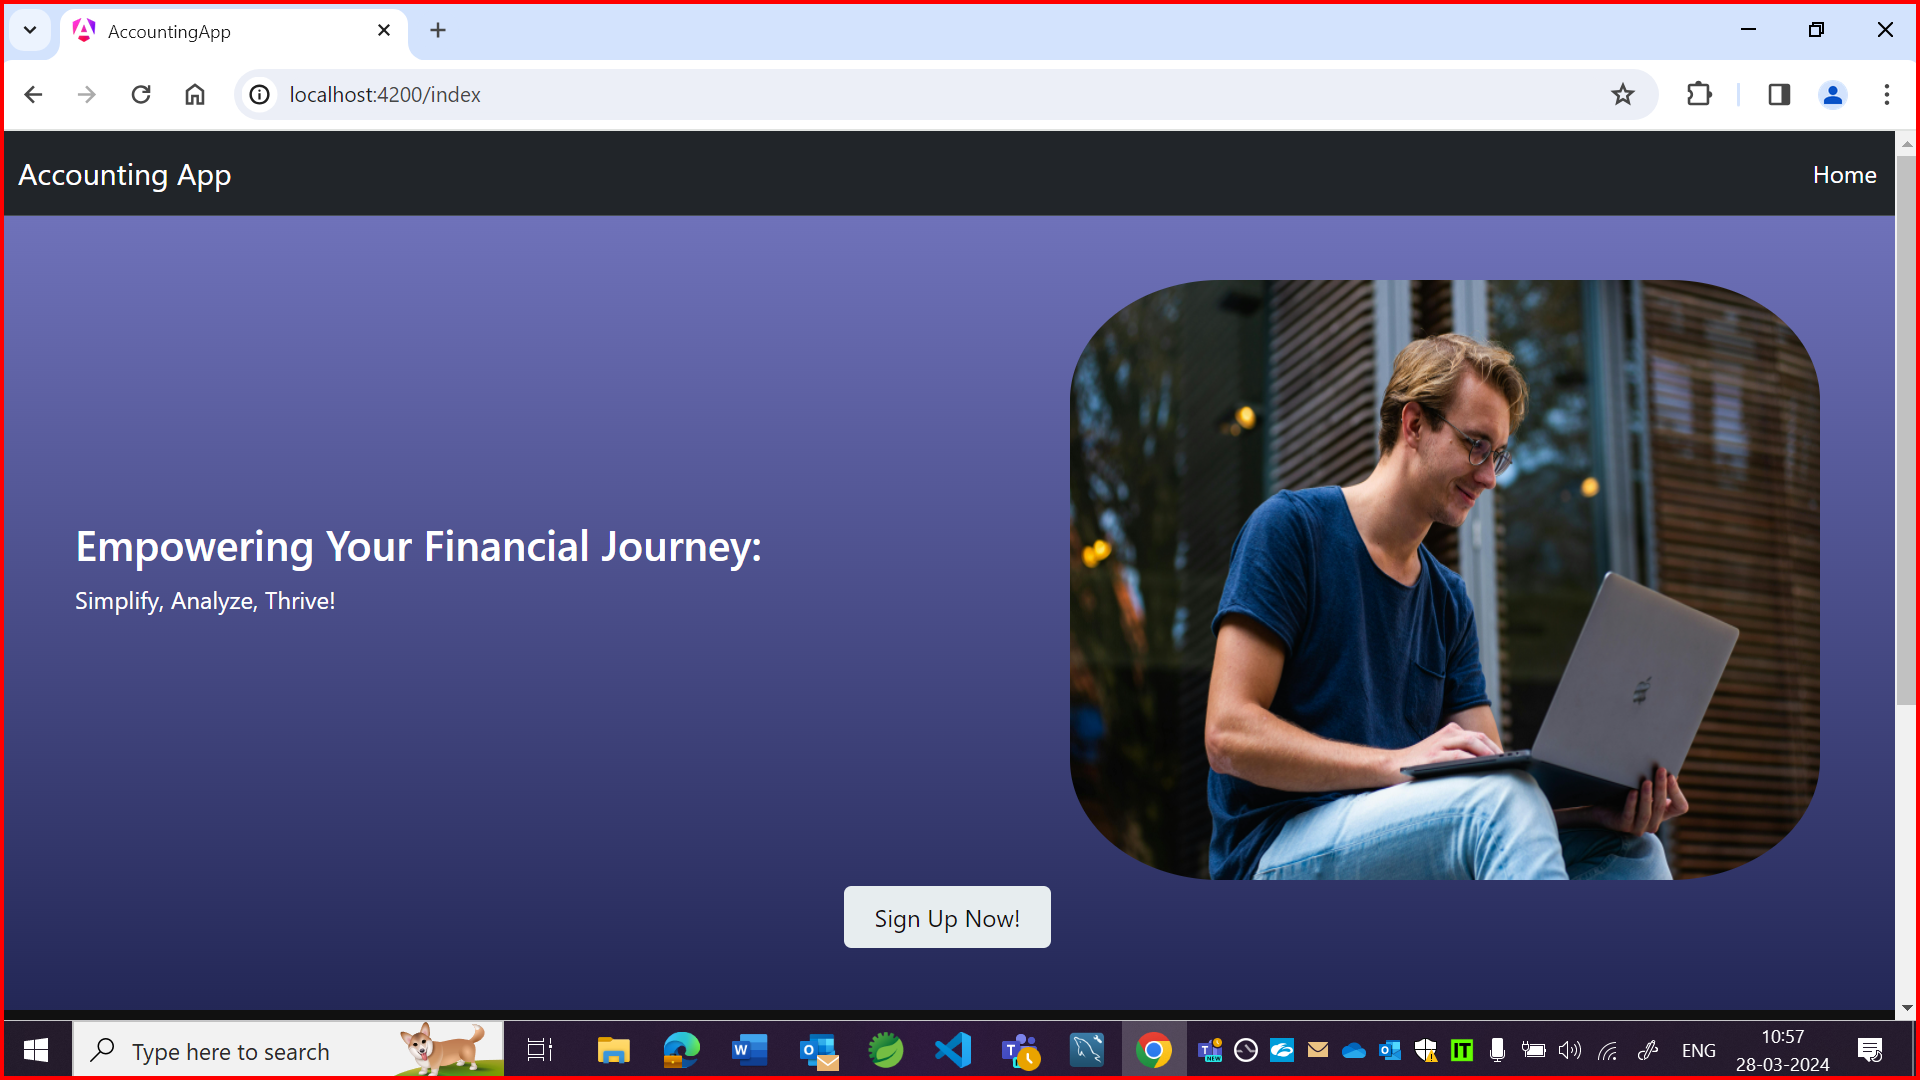 AccountingApp
localhost:4200/index
Accounting App
Home
Empowering Your Financial Journey:
Simplify, Analyze, Thrive!
Sign Up Now!
Type here to search
ENG
10:57
28-03-2024